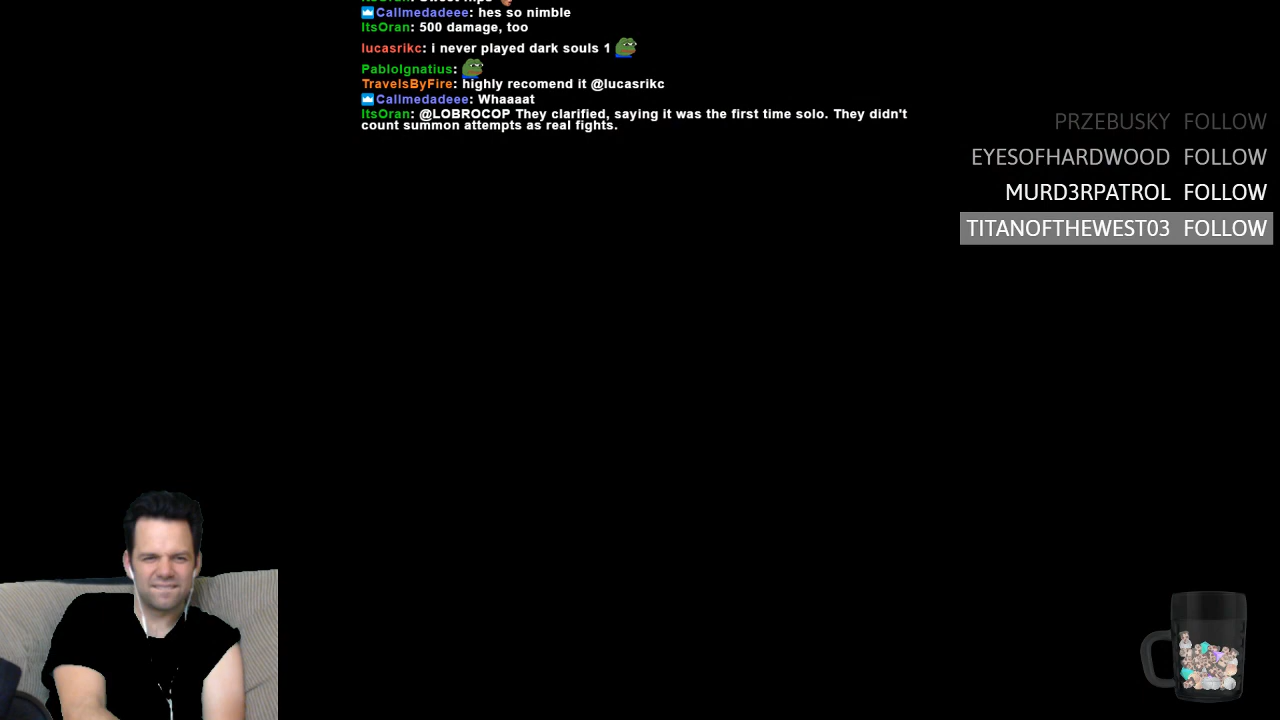 Callmedadeee: hes so nimble
ItsOran: 500 damage, too
lucasrikc: i never played dark souls 1
PabloIgnatius:
TravelsByFire: highly recomend it @lucasrikc
Callmedadeee: Whaaaat
ItsOran: @LOBROCOP They clarified, saying it was the first time solo. They didn't
count summon attempts as real fights.
PRZEBUSKY FOLLOW
EYESOFHARDWOOD FOLLOW
MURD3RPATROL FOLLOW
TITANOFTHEWEST03 FOLLOW